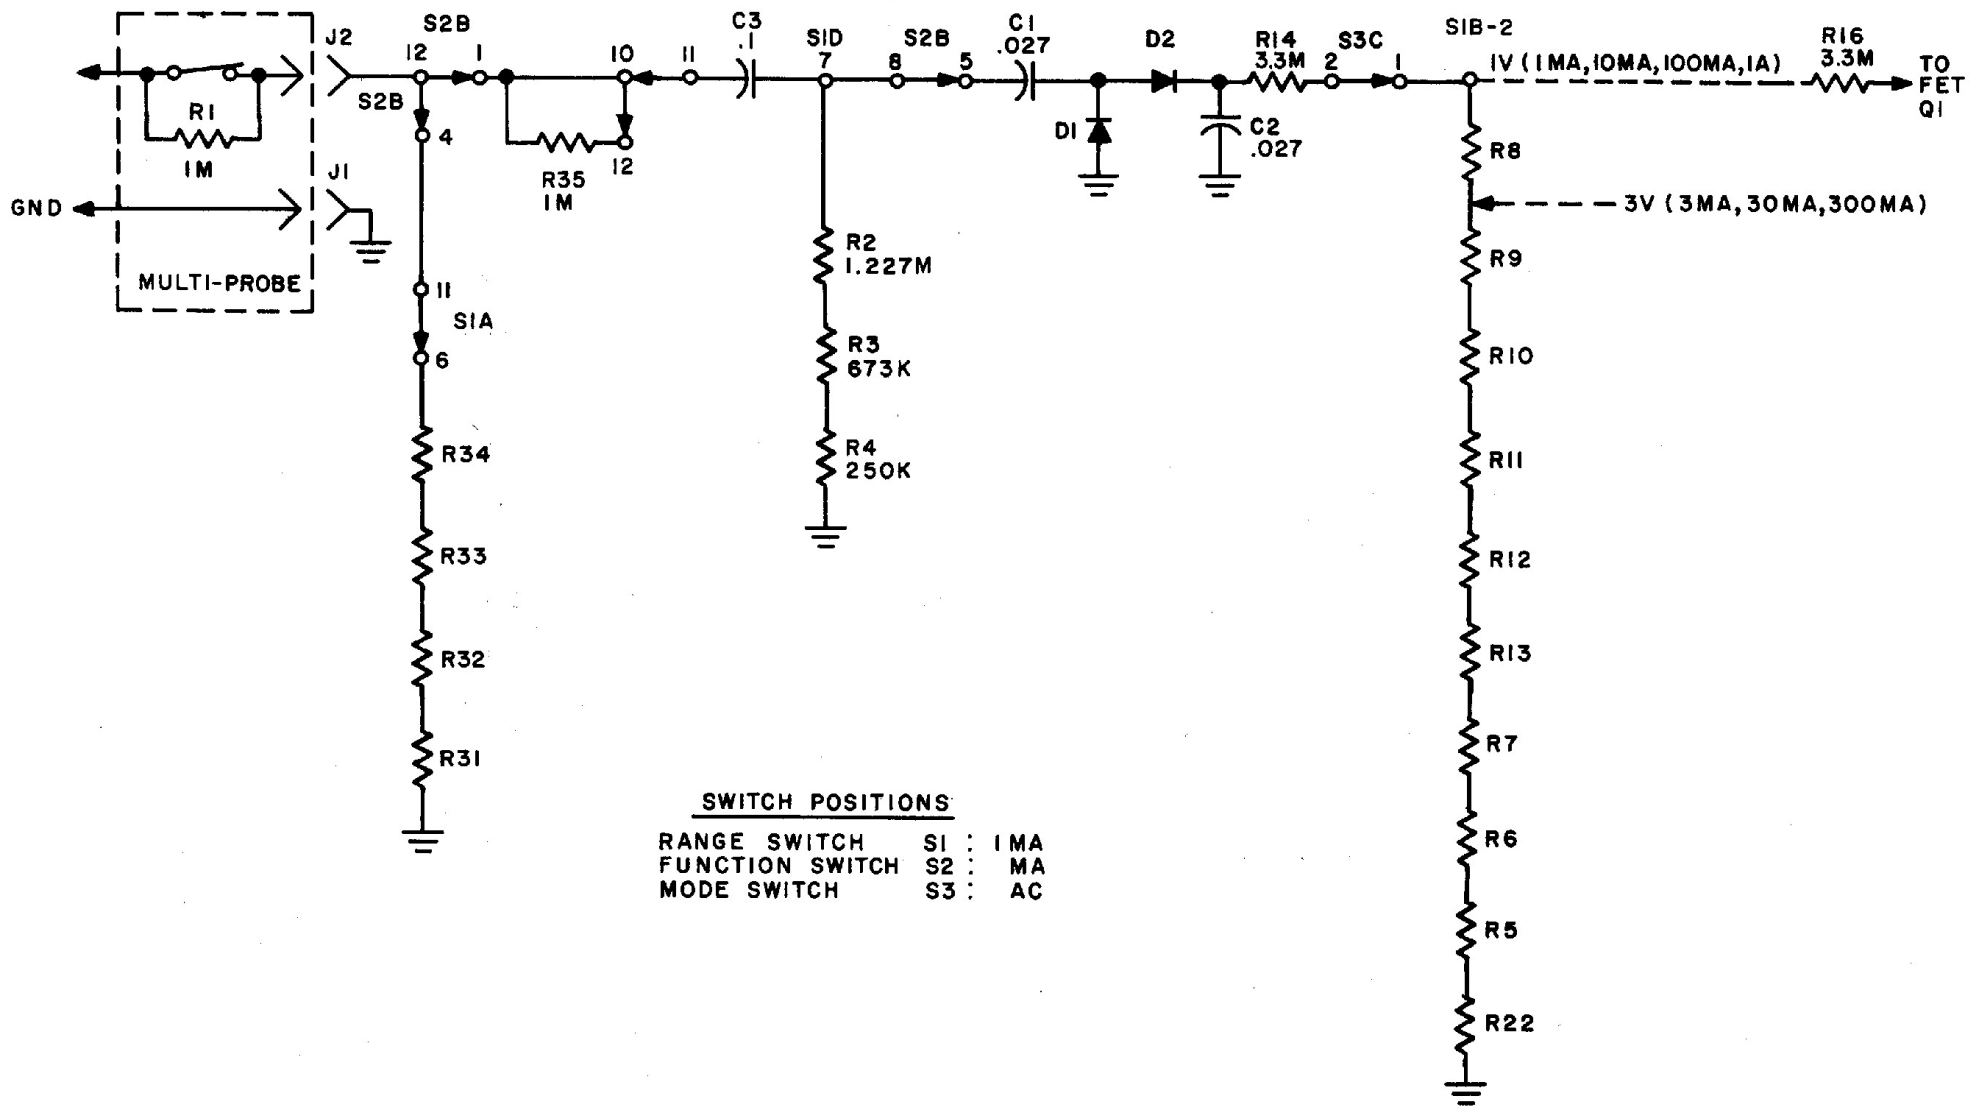 J2
S2B
12
1
S2B
4
10
11
C3
.1
S1D
7
8
S2B
5
C1
.027
D2
R14
3.3M
S3C
2
1
S1B-2
1V (1MA,10MA,100MA,1A)
R16
3.3M
TO
FET
Q1
R1
1M
J1
GND
MULTI-PROBE
R35
1M
12
D1
C2
.027
R8
3V (3MA,30MA,300MA)
R9
R10
R11
R12
R13
R7
R6
R5
R22
11
S1A
6
R34
R33
R32
R31
R2
1.227M
R3
673K
R4
250K
SWITCH POSITIONS
RANGE SWITCH S1 : 1MA
FUNCTION SWITCH S2 : MA
MODE SWITCH S3 : AC